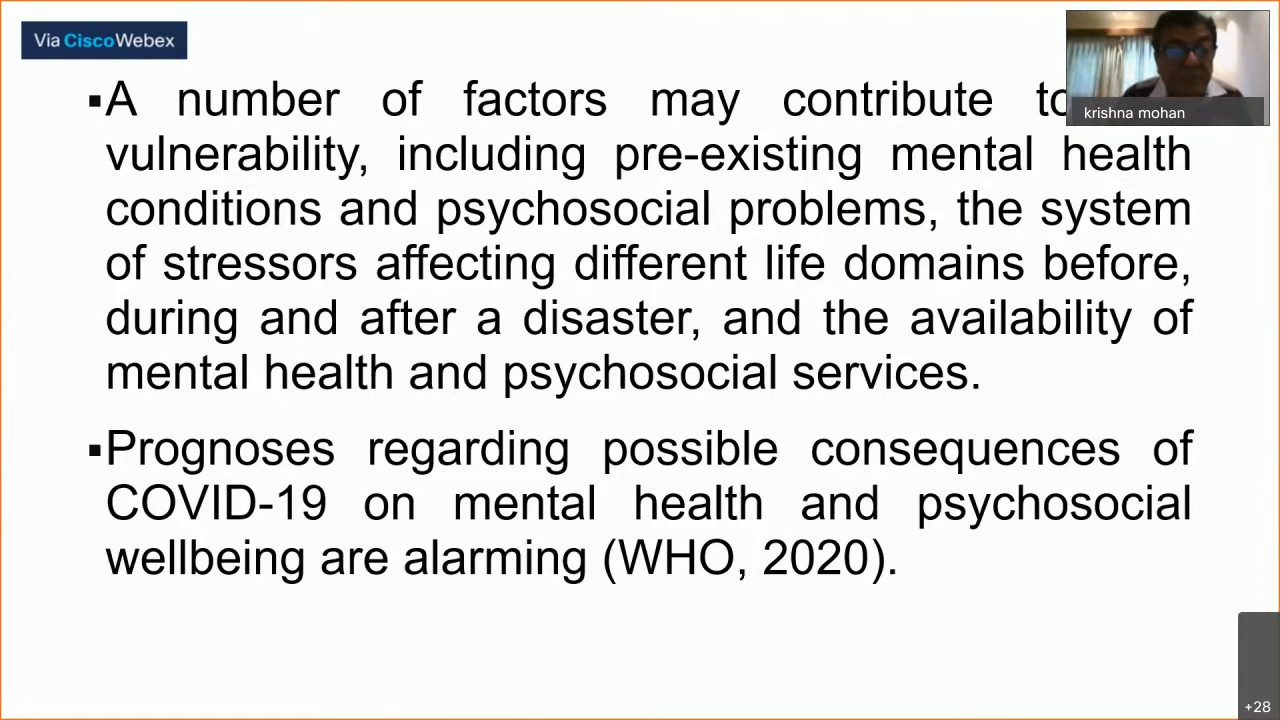 Via CiscoWebex
krishna mohan
▪A number of factors may contribute to
vulnerability, including pre-existing mental health
conditions and psychosocial problems, the system
of stressors affecting different life domains before,
during and after a disaster, and the availability of
mental health and psychosocial services.
▪Prognoses regarding possible consequences of
COVID-19 on mental health and psychosocial
wellbeing are alarming (WHO, 2020).
+28